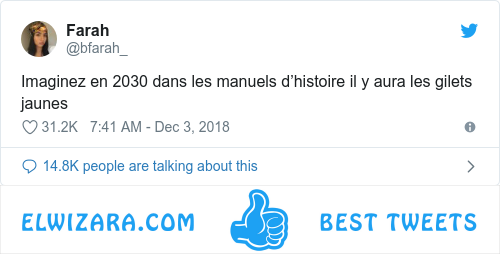 Farah
@bfarah_
Imaginez en 2030 dans les manuels d’histoire il y aura les gilets
jaunes
31.2K 7:41 AM - Dec 3, 2018
14.8K people are talking about this
ELWIZARA.COM BEST TWEETS